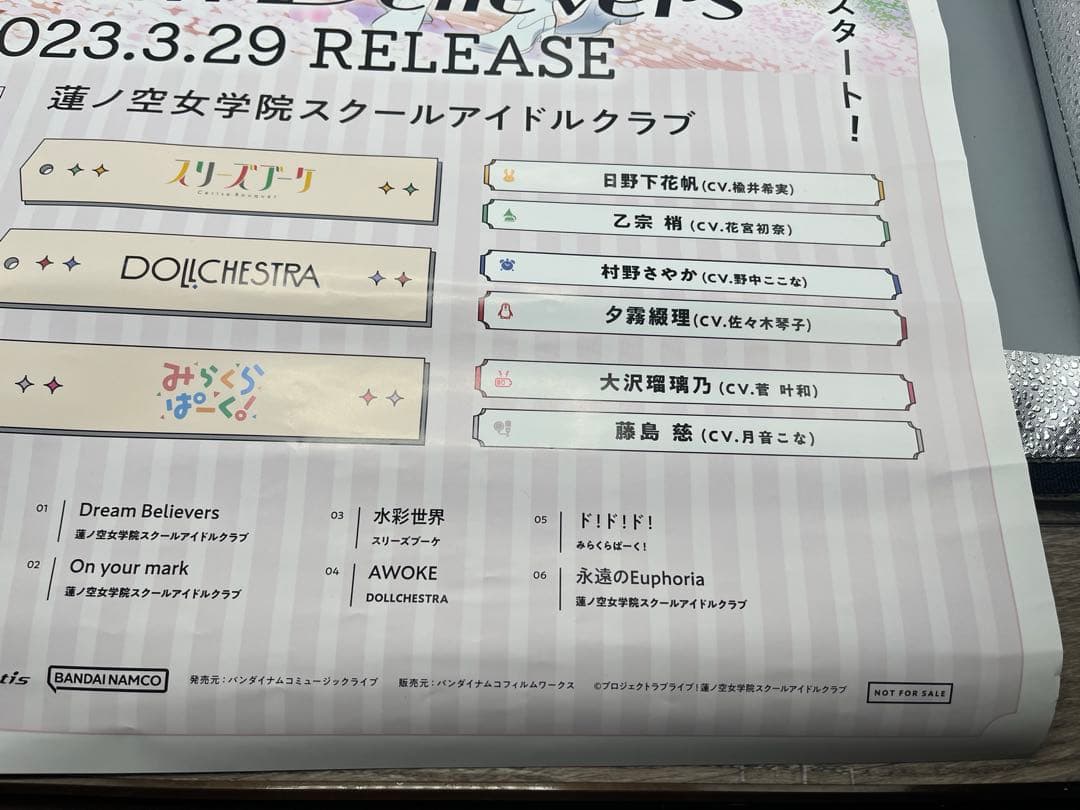 Believers
023.3.29 RELEASE
スタート!
蓮ノ空女学院スクールアイドルクラブ
スリーズブーケ
Cerise Bouquet
日野下花帆(CV.楡井希実)
乙宗 梢 (CV.花宮初奈)
DOLLCHESTRA
村野さやか(CV.野中ここな)
夕霧綴理(CV.佐々木琴子)
みらくら
ぱーく!
大沢瑠璃乃 (CV.菅 叶和)
藤島 慈 (CV.月音こな)
01 Dream Believers
蓮ノ空女学院スクールアイドルクラブ
02 On your mark
蓮ノ空女学院スクールアイドルクラブ
03 水彩世界
スリーズブーケ
04 AWOKE
DOLLCHESTRA
05 ド!ド!ド!
みらくらぱーく!
06 永遠のEuphoria
蓮ノ空女学院スクールアイドルクラブ
tis BANDAI NAMCO 発売元:バンダイナムコミュージックライブ 販売元:バンダイナムコフィルムワークス ©プロジェクトラブライブ!蓮ノ空女学院スクールアイドルクラブ NOT FOR SALE